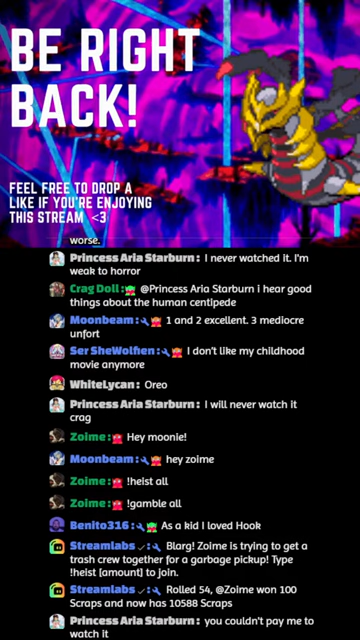 BE RIGHT
BACK!
FEEL FREE TO DROP A
LIKE IF YOU'RE ENJOYING
THIS STREAM <3
worse.
Princess Aria Starburn: I never watched it. I'm
weak to horror
Crag Doll: @Princess Aria Starburn i hear good
things about the human centipede
Moonbeam: 1 and 2 excellent. 3 mediocre
unfort
Ser SheWolfien: I don't like my childhood
movie anymore
WhiteLycan: Oreo
Princess Aria Starburn: I will never watch it
crag
Zoime: Hey moonie!
Moonbeam: hey zoime
Zoime: !heist all
Zoime: !gamble all
Benito316: As a kid I loved Hook
Streamlabs: Blarg! Zoime is trying to get a
trash crew together for a garbage pickup! Type
!heist [amount] to join.
Streamlabs: Rolled 54, @Zoime won 100
Scraps and now has 10588 Scraps
Princess Aria Starburn: you couldn't pay me to
watch it